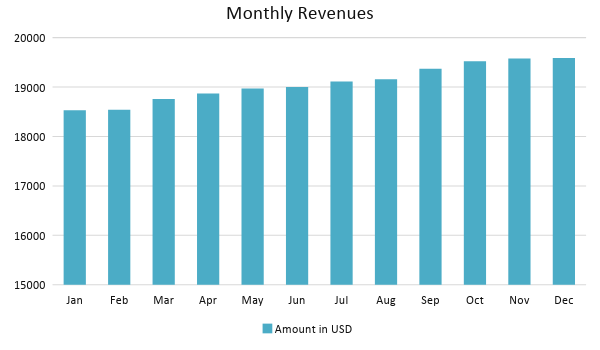 Monthly Revenues
20000
19000
18000
17000
16000
15000
Jan Feb Mar Apr May Jun Jul Aug Sep Oct Nov Dec
Amount in USD